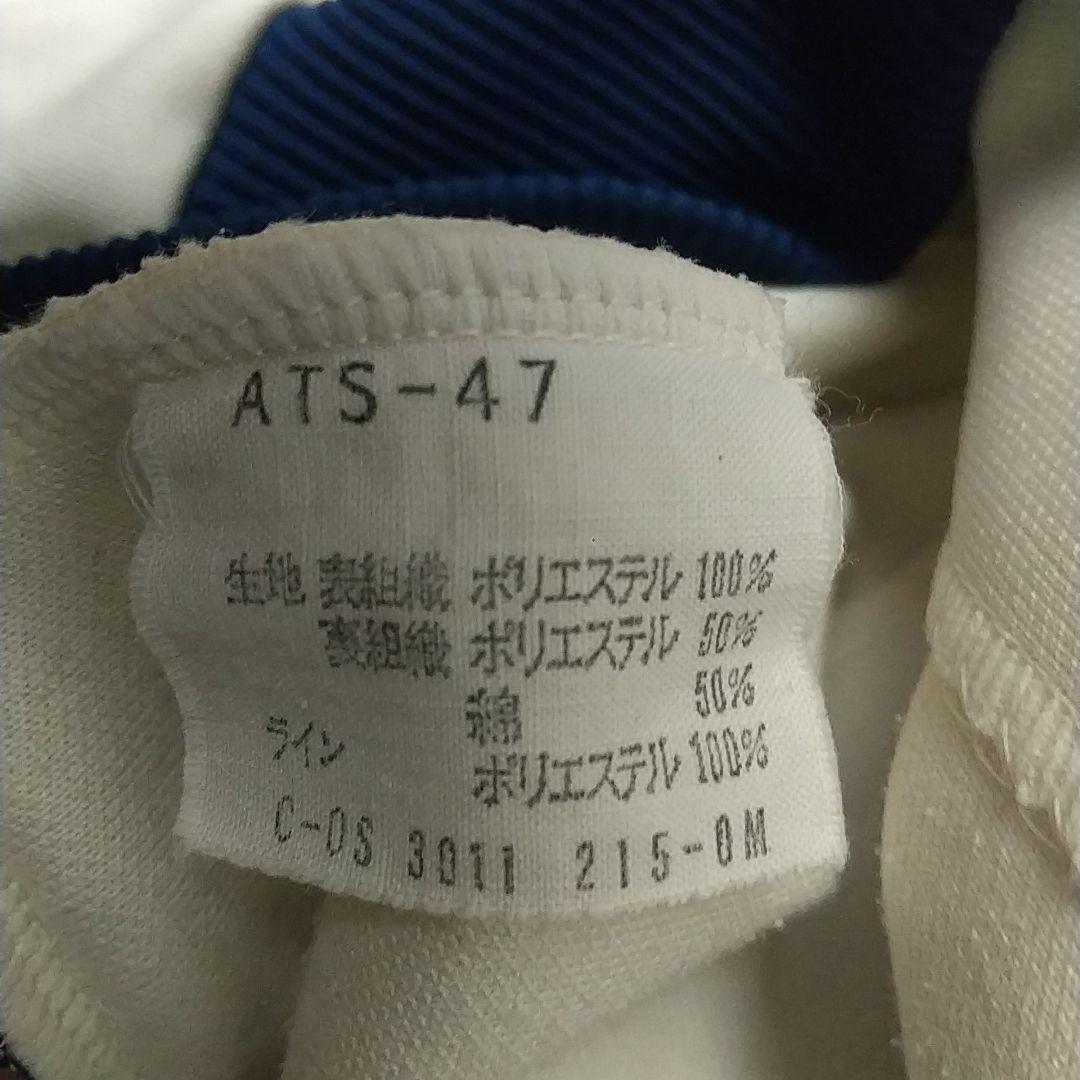 ATS-47
生地 表組織 ポリエステル 100%
裏組織 ポリエステル 50%
綿 50%
ライン ポリエステル 100%
C-OS 3011 215-0M